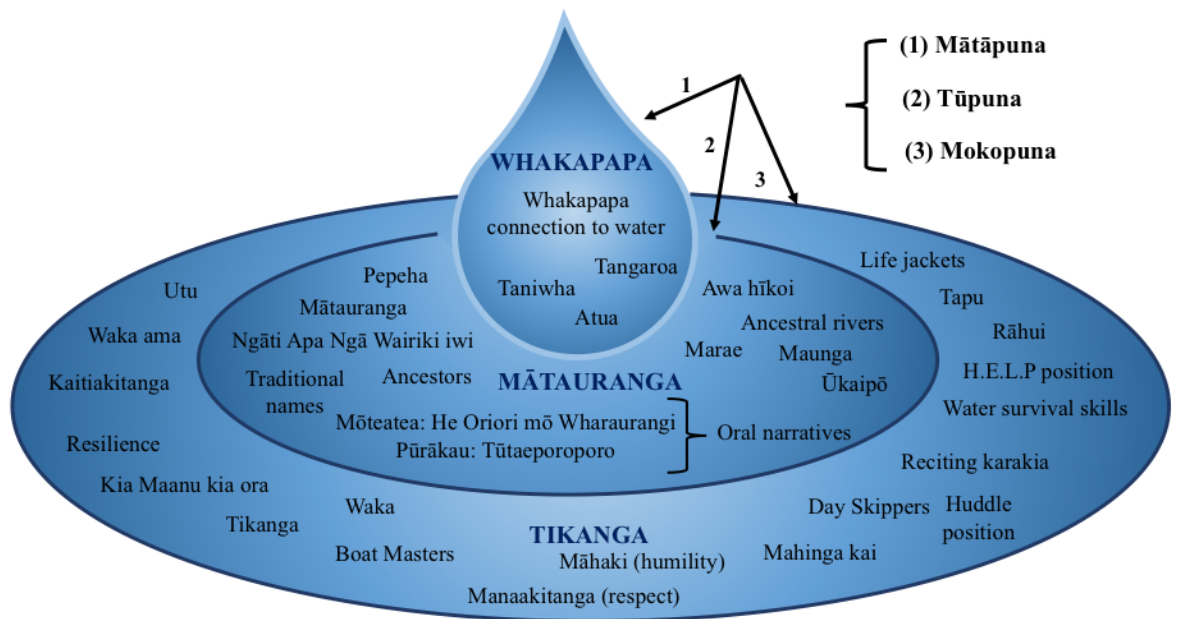 (1) Mātāpuna
(2) Tūpuna
(3) Mokopuna
1
2
3
WHAKAPAPA
Whakapapa
connection to water
Tangaroa
Taniwha
Atua
Pepeha
Mātauranga
Ngāti Apa Ngā Wairiki iwi
Traditional
names
Ancestors
Awa hīkoi
Ancestral rivers
Marae
Maunga
Ūkaipō
MĀTAURANGA
Mōteatea: He Oriori mō Wharaurangi
Pūrākau: Tūtaeporoporo
Oral narratives
Utu
Waka ama
Kaitiakitanga
Resilience
Kia Maanu kia ora
Tikanga
Waka
Boat Masters
TIKANGA
Māhaki (humility)
Manaakitanga (respect)
Life jackets
Tapu
Rāhui
H.E.L.P position
Water survival skills
Reciting karakia
Day Skippers
Huddle
position
Mahinga kai